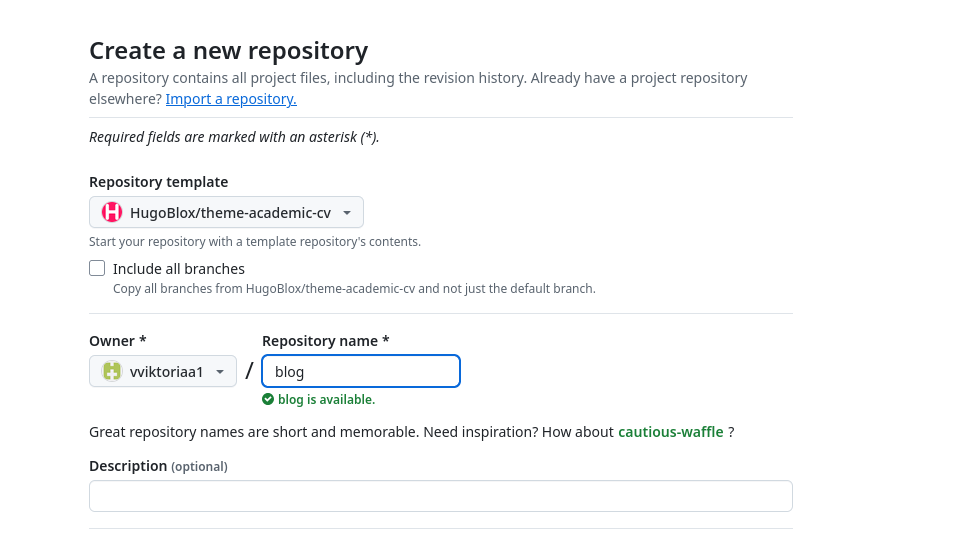 Create a new repository
A repository contains all project files, including the revision history. Already have a project repository
elsewhere? Import a repository.
Required fields are marked with an asterisk (*).
Repository template
HugoBlox/theme-academic-cv
Start your repository with a template repository's contents.
Include all branches
Copy all branches from HugoBlox/theme-academic-cv and not just the default branch.
Owner * Repository name *
vviktoriaa1 / blog
blog is available.
Great repository names are short and memorable. Need inspiration? How about cautious-waffle ?
Description (optional)